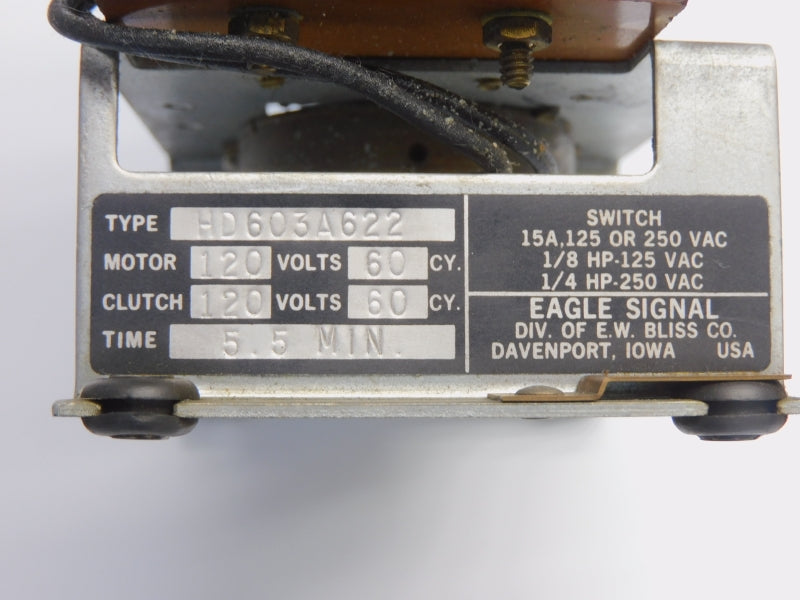 TYPE HD603A622
MOTOR 120 VOLTS 60 CY.
CLUTCH 120 VOLTS 60 CY.
TIME 5.5 MIN.
SWITCH
15A,125 OR 250 VAC
1/8 HP-125 VAC
1/4 HP-250 VAC
EAGLE SIGNAL
DIV. OF E.W. BLISS CO.
DAVENPORT, IOWA USA